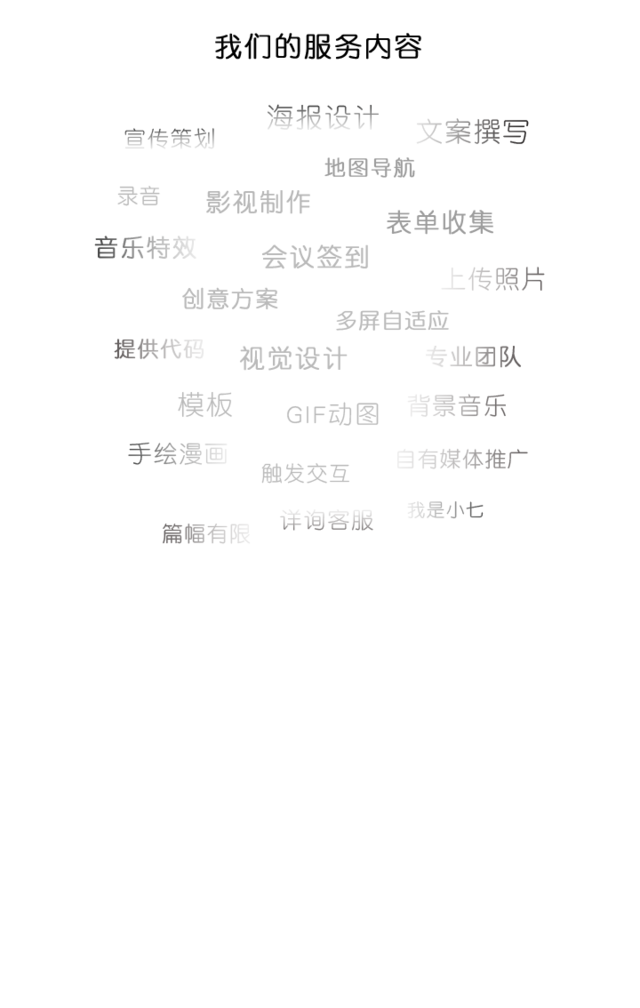 我们的服务内容
海报设计
文案撰写
宣传策划
地图导航
录音
影视制作
表单收集
音乐特效
会议签到
上传照片
创意方案
多屏自适应
提供代码
视觉设计
专业团队
模板
GIF动图
背景音乐
手绘漫画
自有媒体推广
触发交互
我是小七
详询客服
篇幅有限